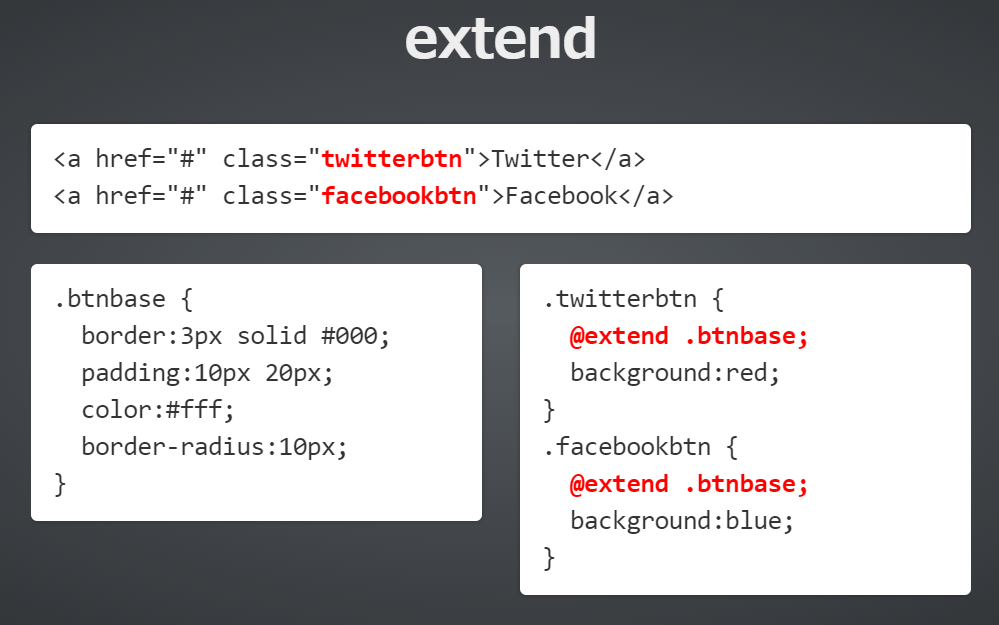 extend
<a href="#" class="twitterbtn">Twitter</a>
<a href="#" class="facebookbtn">Facebook</a>
.btnbase {
  border:3px solid #000;
  padding:10px 20px;
  color:#fff;
  border-radius:10px;
}
.twitterbtn {
  @extend .btnbase;
  background:red;
}
.facebookbtn {
  @extend .btnbase;
  background:blue;
}